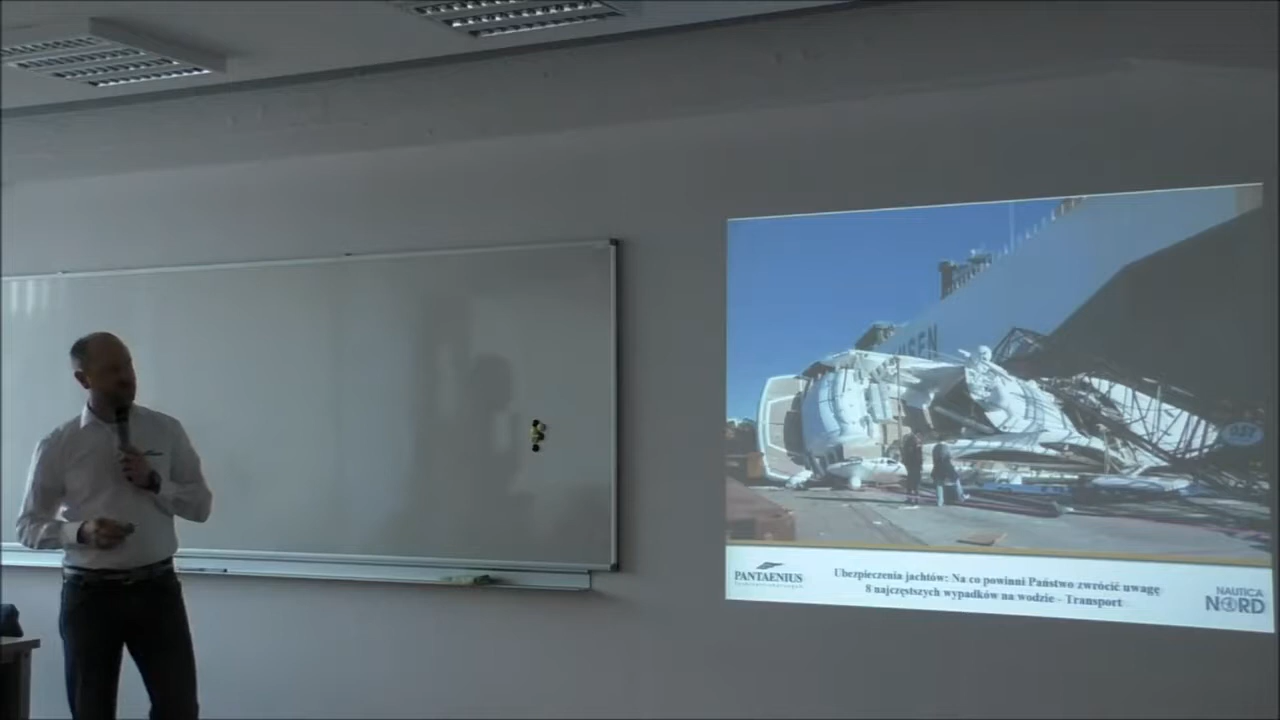 PANTAENIUS
Ubezpieczenia jachtów: Na co powinni Państwo zwrócić uwagę
8 najczęstszych wypadków na wodzie - Transport
NAUTICA
NORD